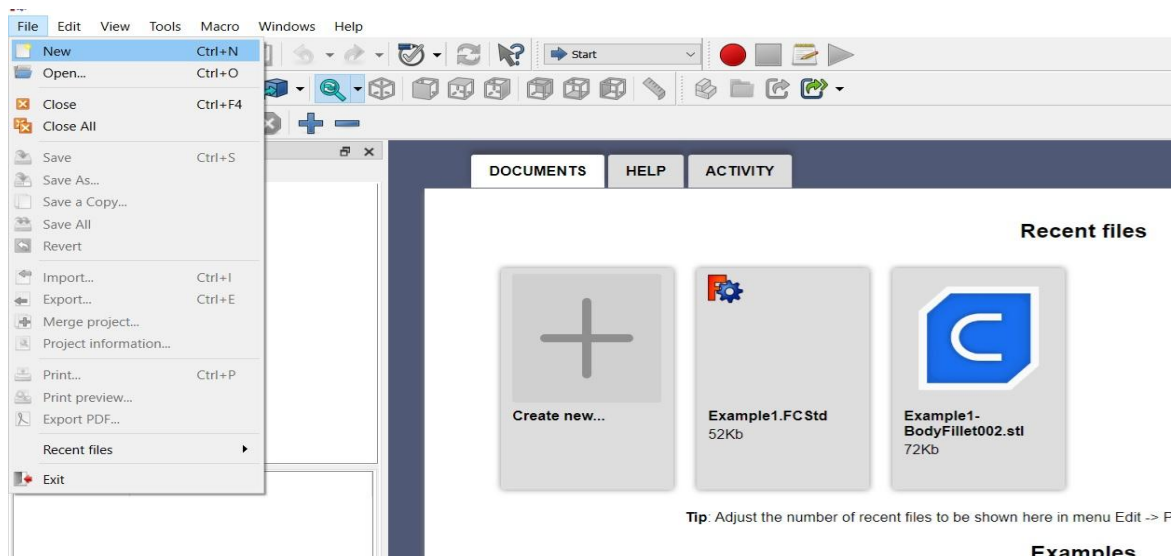 File Edit View Tools Macro Windows Help
New Ctrl+N
Open... Ctrl+O
Close Ctrl+F4
Close All
Save Ctrl+S
Save As...
Save a Copy...
Save All
Revert
Import... Ctrl+I
Export... Ctrl+E
Merge project...
Project information...
Print... Ctrl+P
Print preview...
Export PDF...
Recent files
Exit
Start
DOCUMENTS HELP ACTIVITY
Recent files
Create new...
Example1.FCStd
52Kb
Example1-
BodyFillet002.stl
72Kb
Tip: Adjust the number of recent files to be shown here in menu Edit -> P
Examples